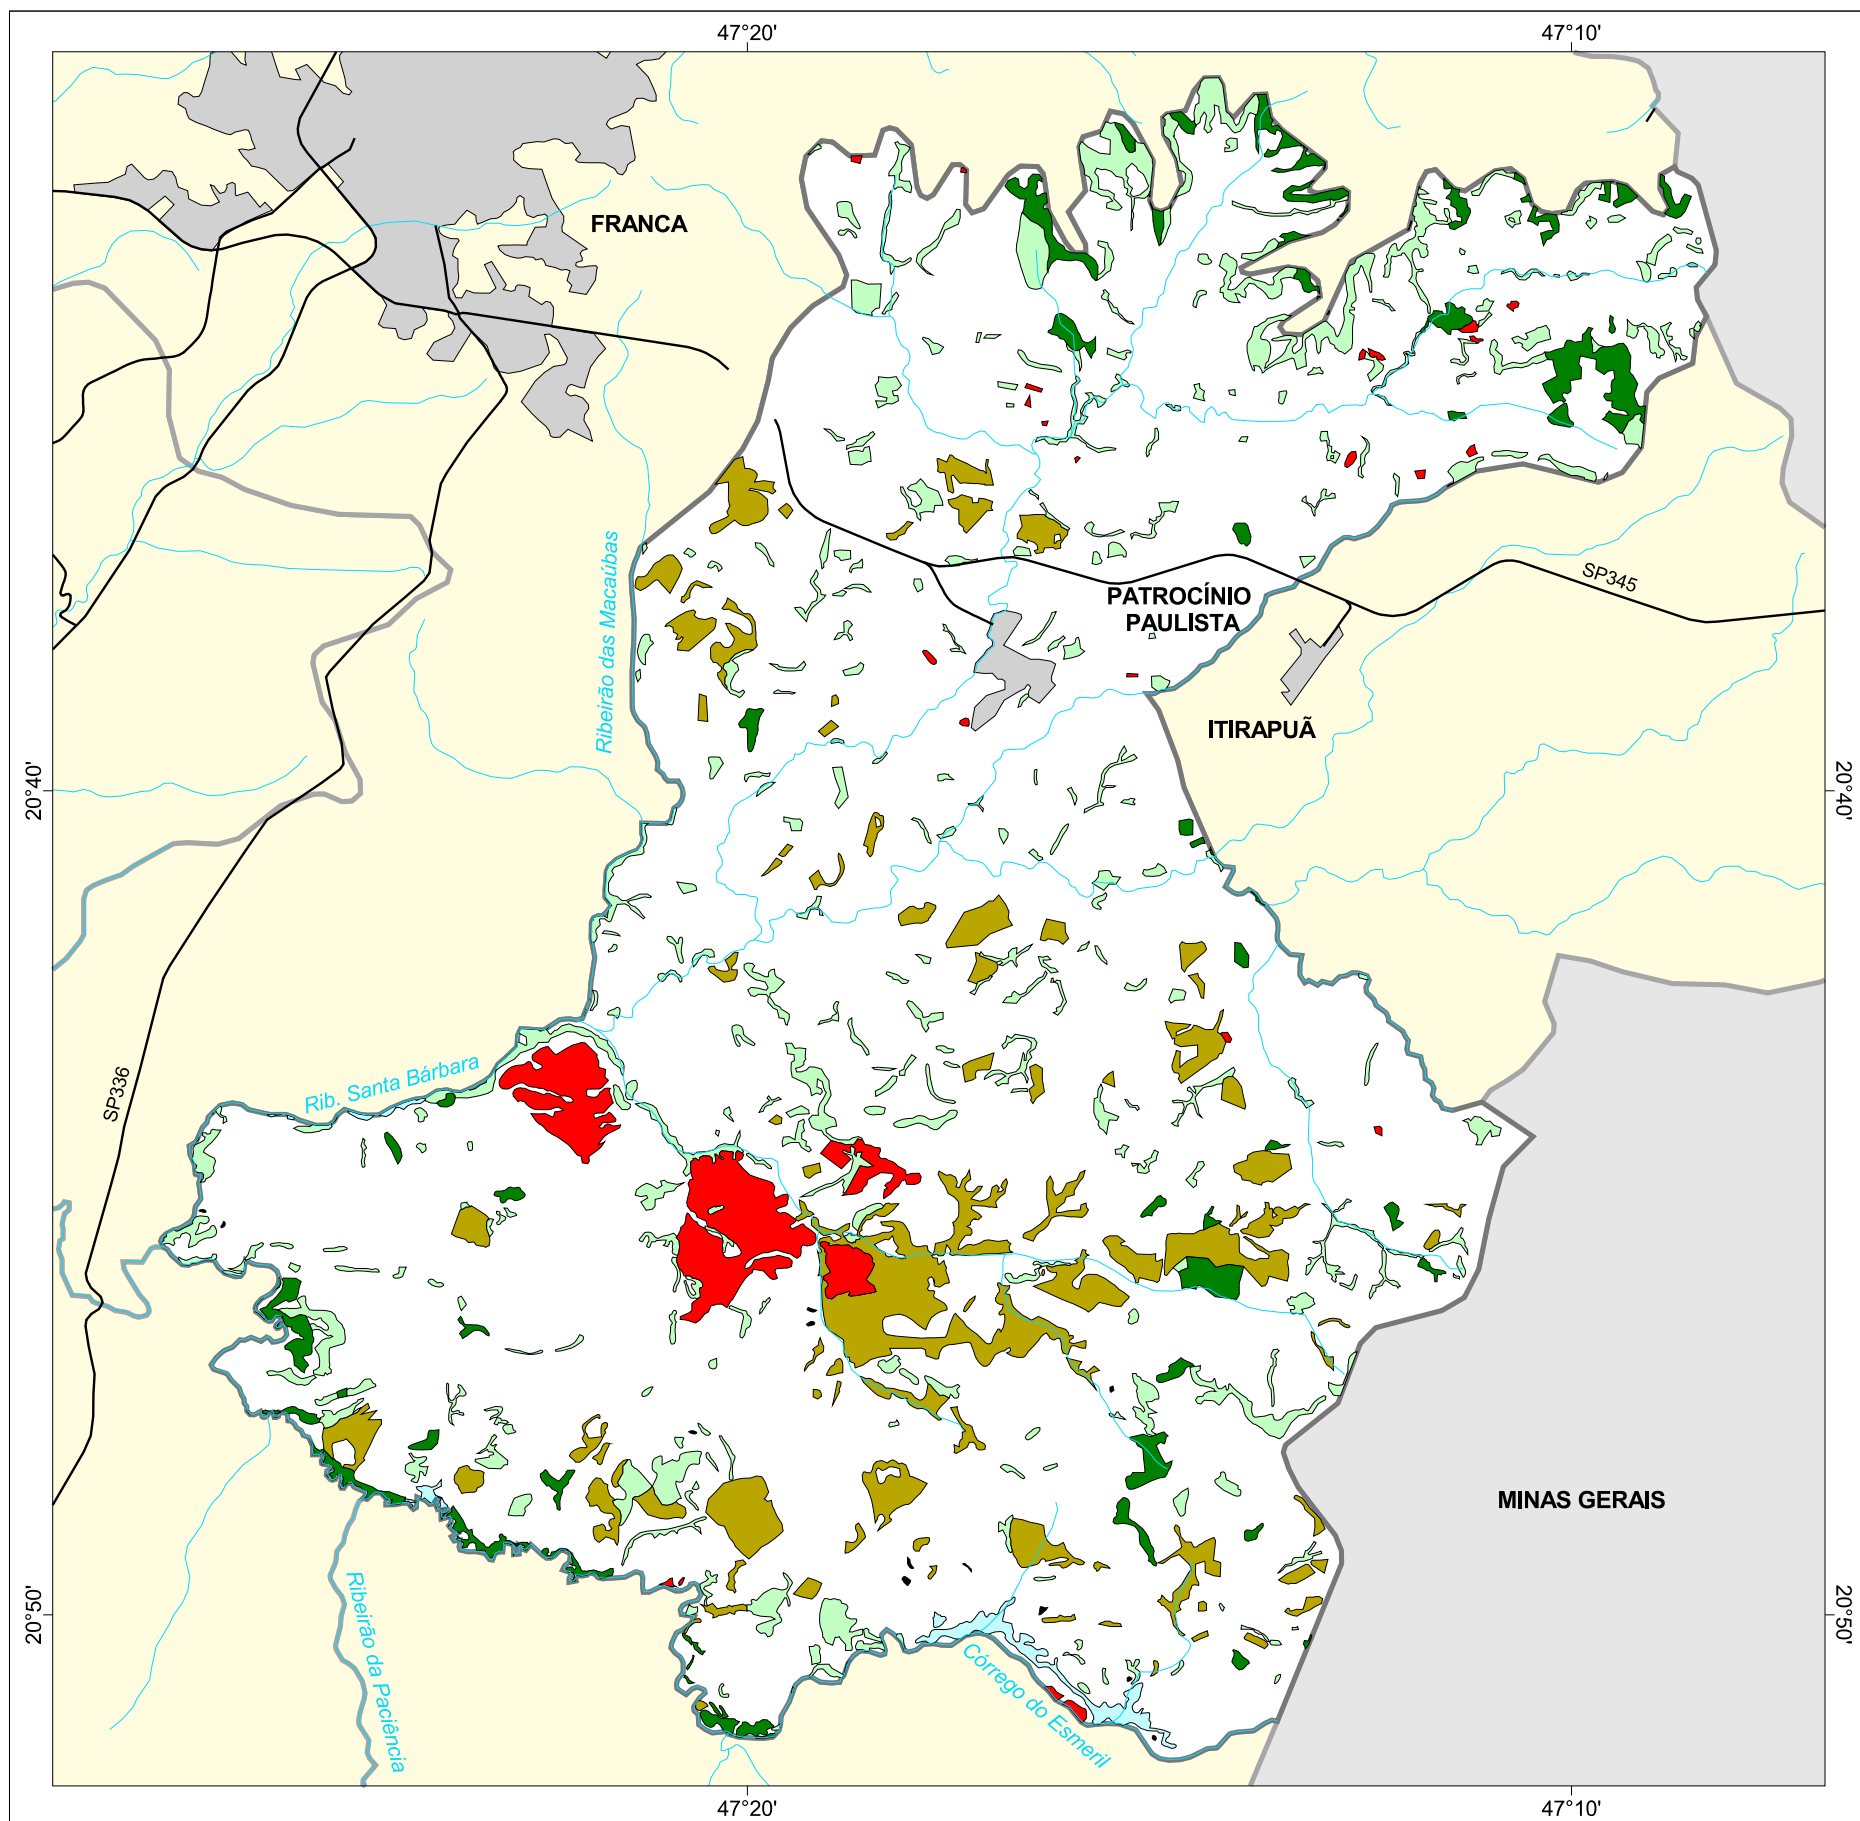 47°20'
47°10'
FRANCA
Ribeirão das Macaúbas
SP345
PATROCÍNIO
PAULISTA
ITIRAPUÃ
20°40'
20°40'
Rib. Santa Bárbara
SP336
MINAS GERAIS
Ribeirão da Paciência
Córrego do Esmeril
20°50'
20°50'
47°20'
47°10'